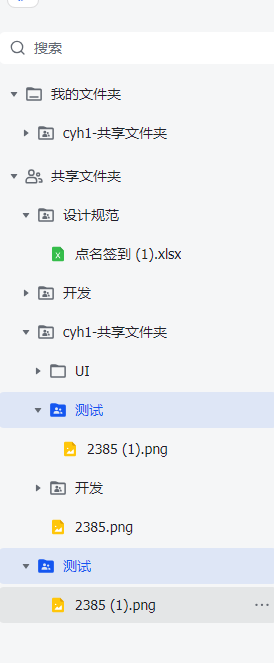 搜索
我的文件夹
cyh1-共享文件夹
共享文件夹
设计规范
点名签到 (1).xlsx
开发
cyh1-共享文件夹
UI
测试
2385 (1).png
开发
2385.png
测试
2385 (1).png